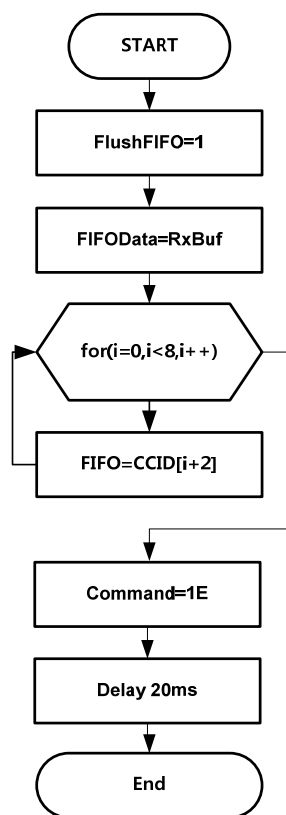 START
FlushFIFO=1
FIFOData=RxBuf
for(i=0,i<8,i++)
FIFO=CCID[i+2]
Command=1E
Delay 20ms
End